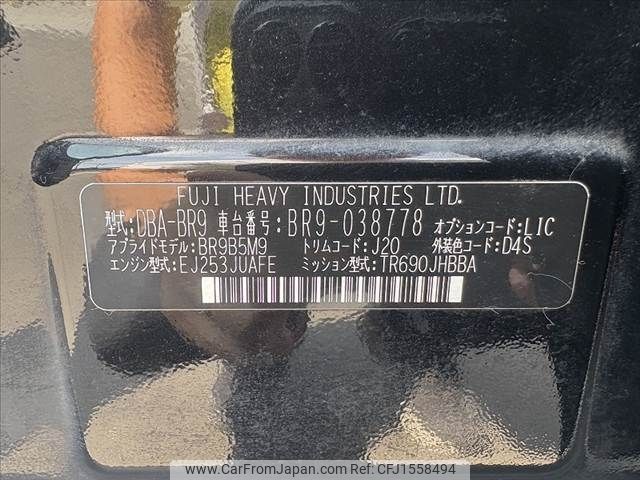 FUJI HEAVY INDUSTRIES LTD.
型式:DBA-BR9 車台番号:BR9-038778 オプションコード:LIC
アプライドモデル:BR9B5M9 トリムコード:J20 外装色コード:D4S
エンジン型式:EJ253JUAFE ミッション型式:TR690JHBBA
www.CarFromJapan.com - CFJ1558494